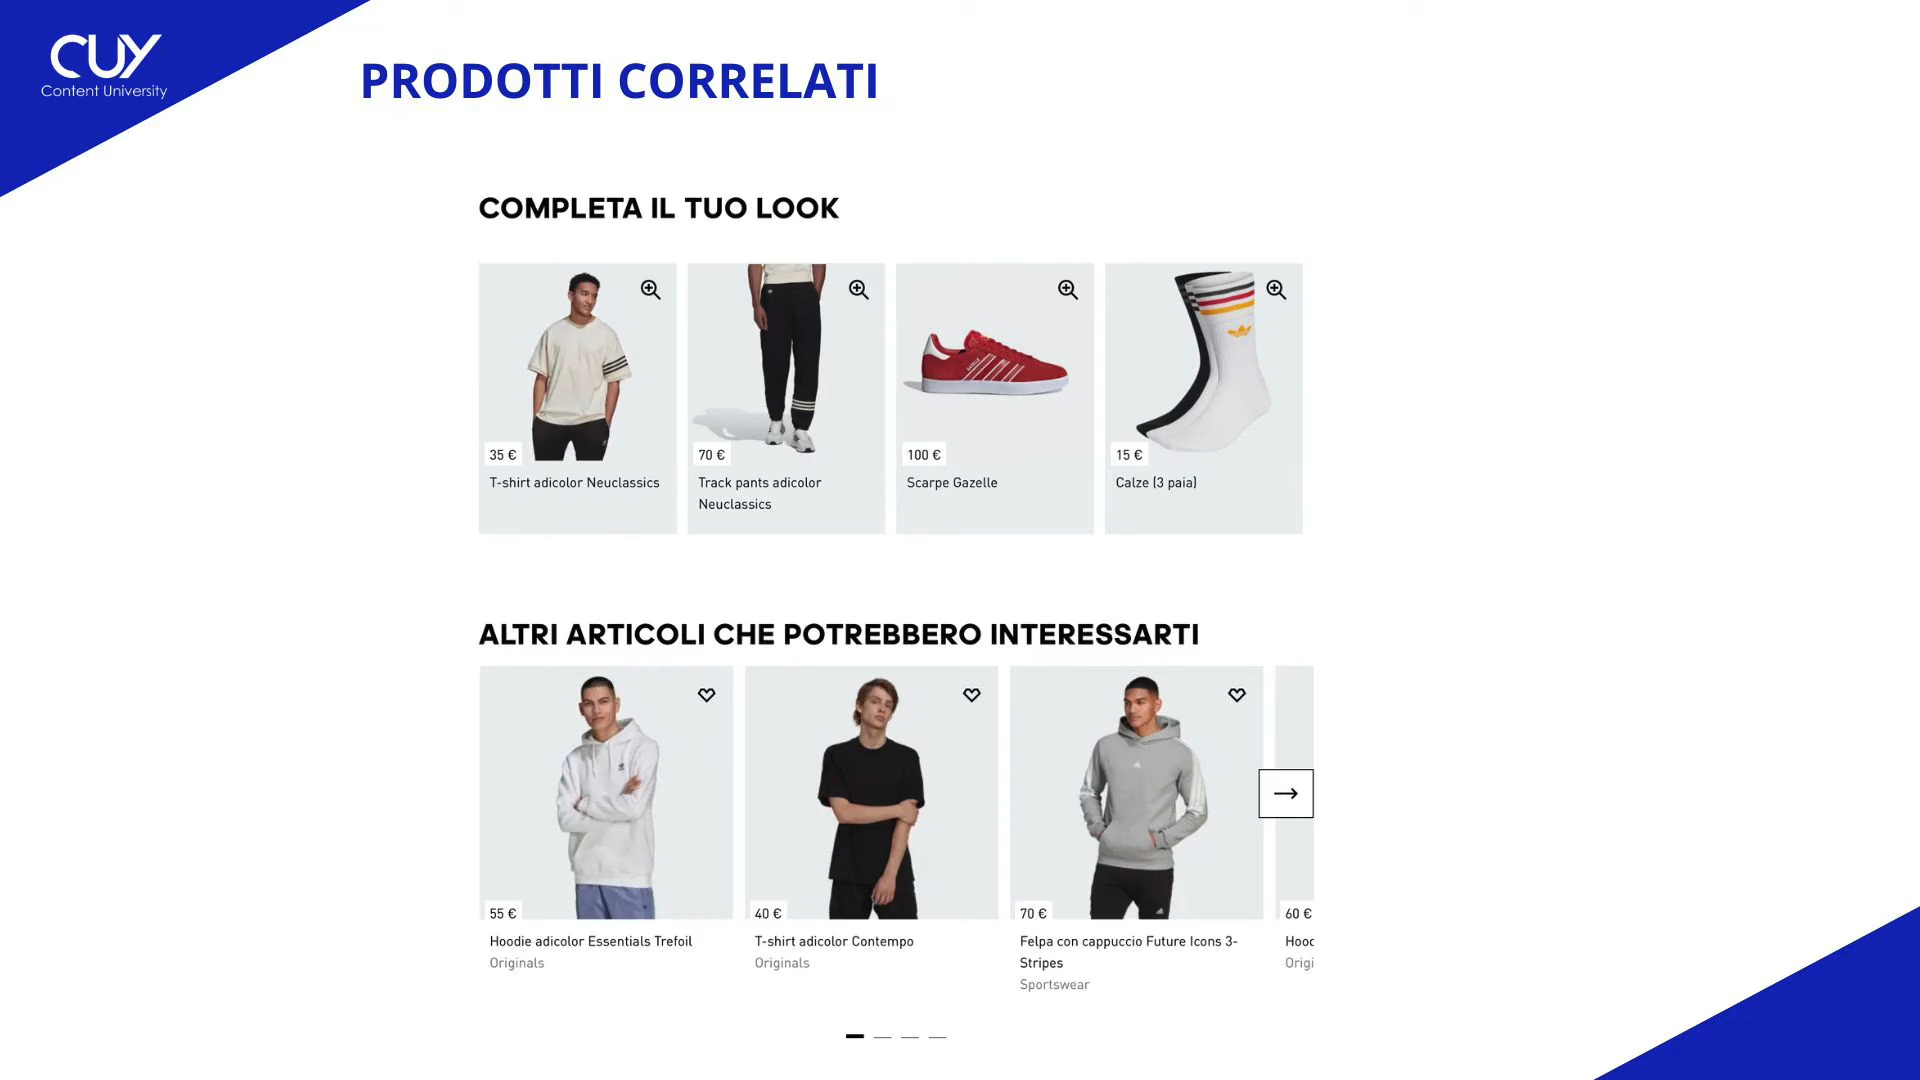 CUY
Content University
PRODOTTI CORRELATI
COMPLETA IL TUO LOOK
35 €
T-shirt adicolor Neuclassics
70 €
Track pants adicolor
Neuclassics
100 €
Scarpe Gazelle
15 €
Calze (3 paia)
ALTRI ARTICOLI CHE POTREBBERO INTERESSARTI
55 €
Hoodie adicolor Essentials Trefoil
Originals
40 €
T-shirt adicolor Contempo
Originals
70 €
Felpa con cappuccio Future Icons 3-
Stripes
Sportswear
60 €
Hooc
Origi